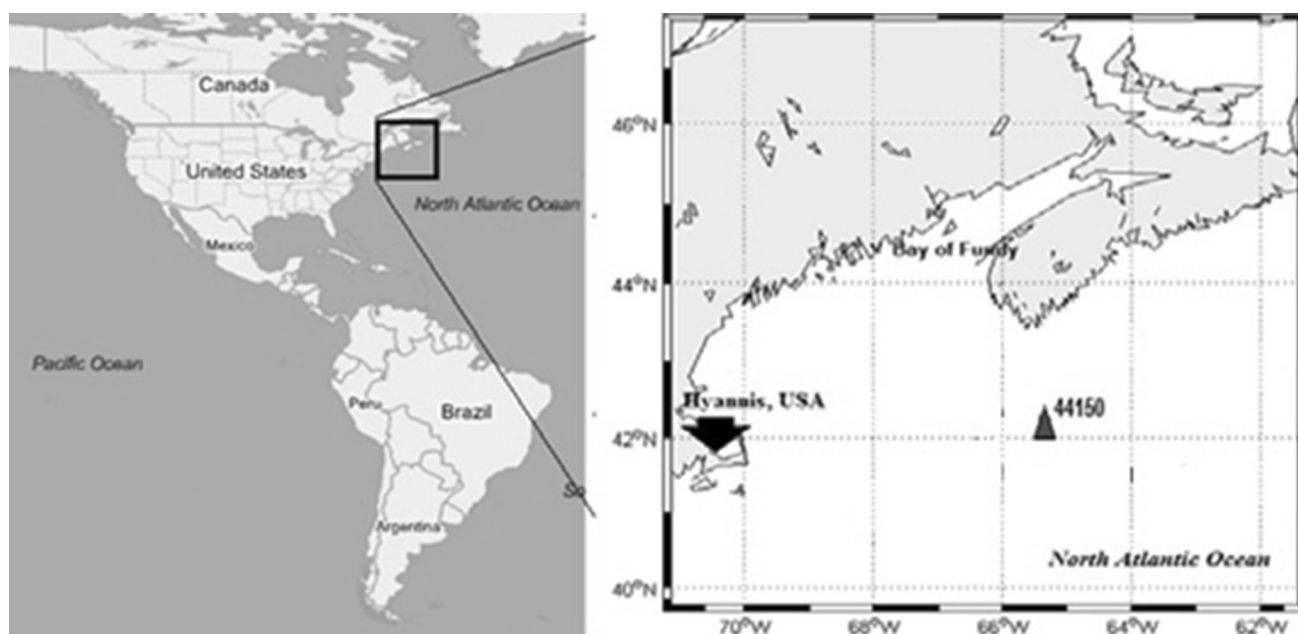 Canada
United States
North Atlantic Ocean
Mexico
Pacific Ocean
Peru
Brazil
So
Argentina
46°N
44°N
42°N
40°N
Bay of Fundy
Hyannis, USA
44150
North Atlantic Ocean
70°W 68°W 66°W 64°W 62°W